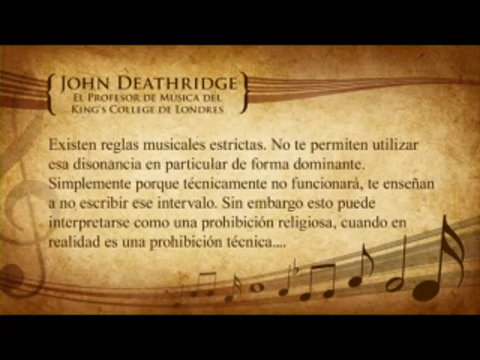 JOHN DEATHRIDGE
EL PROFESOR DE MUSICA DEL
KING'S COLLEGE DE LONDRES
Existen reglas musicales estrictas. No te permiten utilizar
esa disonancia en particular de forma dominante.
Simplemente porque técnicamente no funcionará, te enseñan
a no escribir ese intervalo. Sin embargo esto puede
interpretarse como una prohibición religiosa, cuando en
realidad es una prohibición técnica....